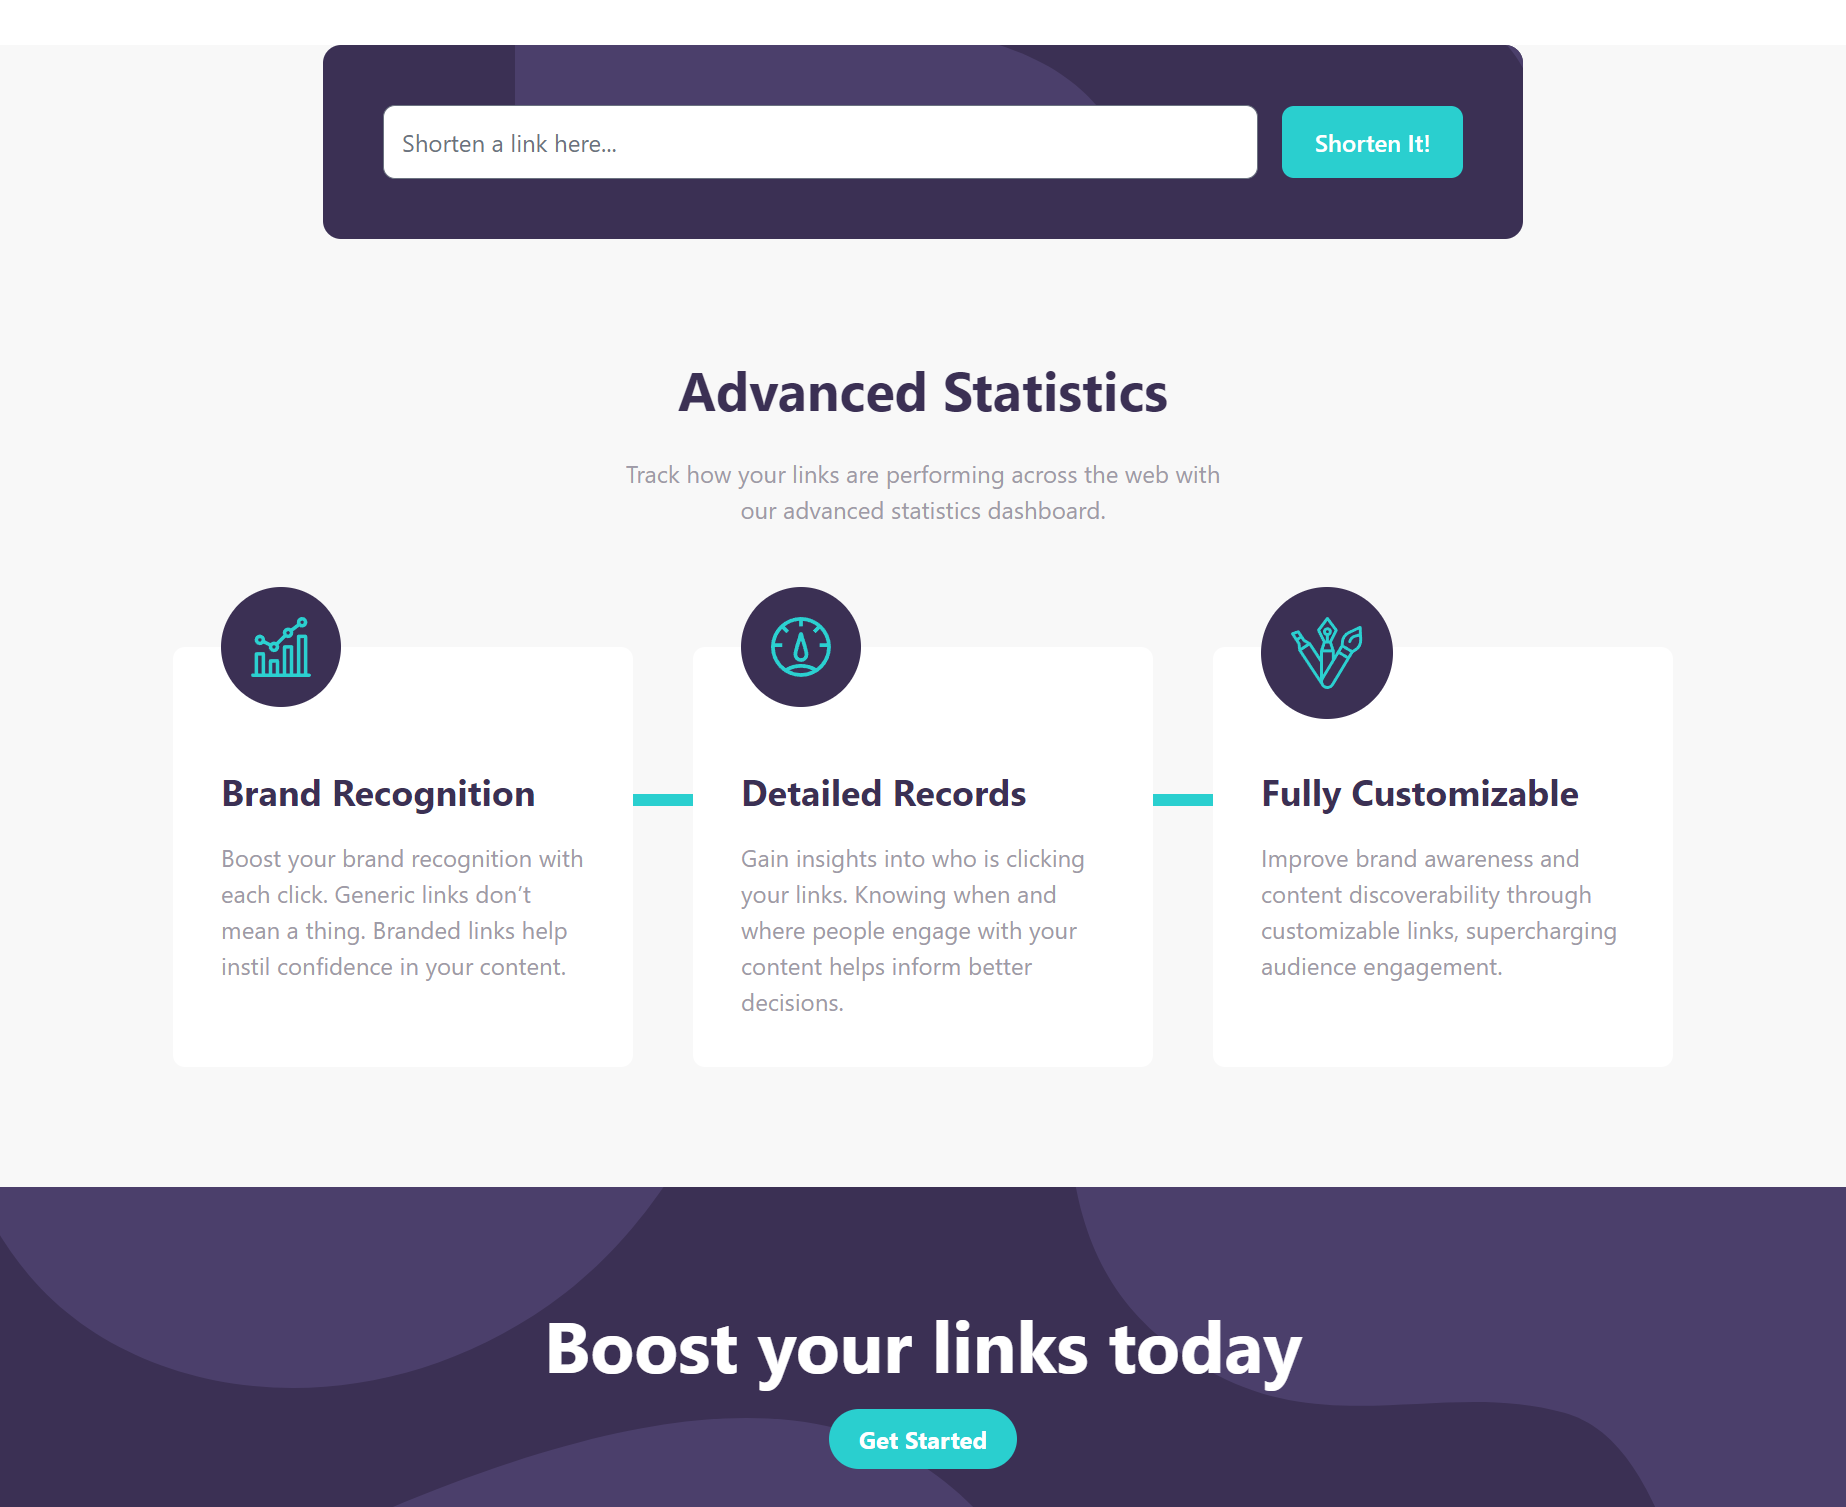 Shorten a link here...
Shorten It!
Advanced Statistics
Track how your links are performing across the web with
our advanced statistics dashboard.
Brand Recognition
Boost your brand recognition with
each click. Generic links don’t
mean a thing. Branded links help
instil confidence in your content.
Detailed Records
Gain insights into who is clicking
your links. Knowing when and
where people engage with your
content helps inform better
decisions.
Fully Customizable
Improve brand awareness and
content discoverability through
customizable links, supercharging
audience engagement.
Boost your links today
Get Started